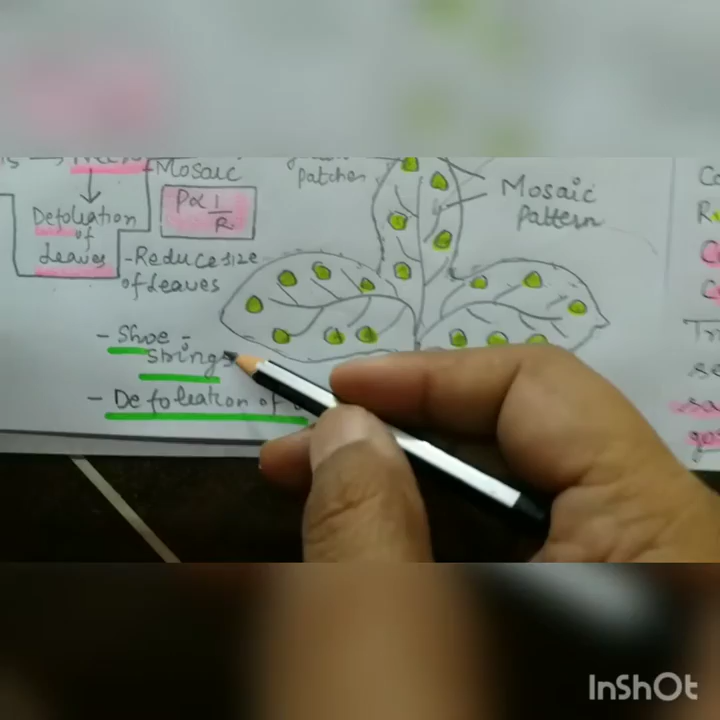 Mosaic
P∝ 1/R
Defoliation
of
Leaves
-Reduce size
of Leaves
- Shoe -
Strings
- Defoliation of
patches
Mosaic
pattern
InShOt